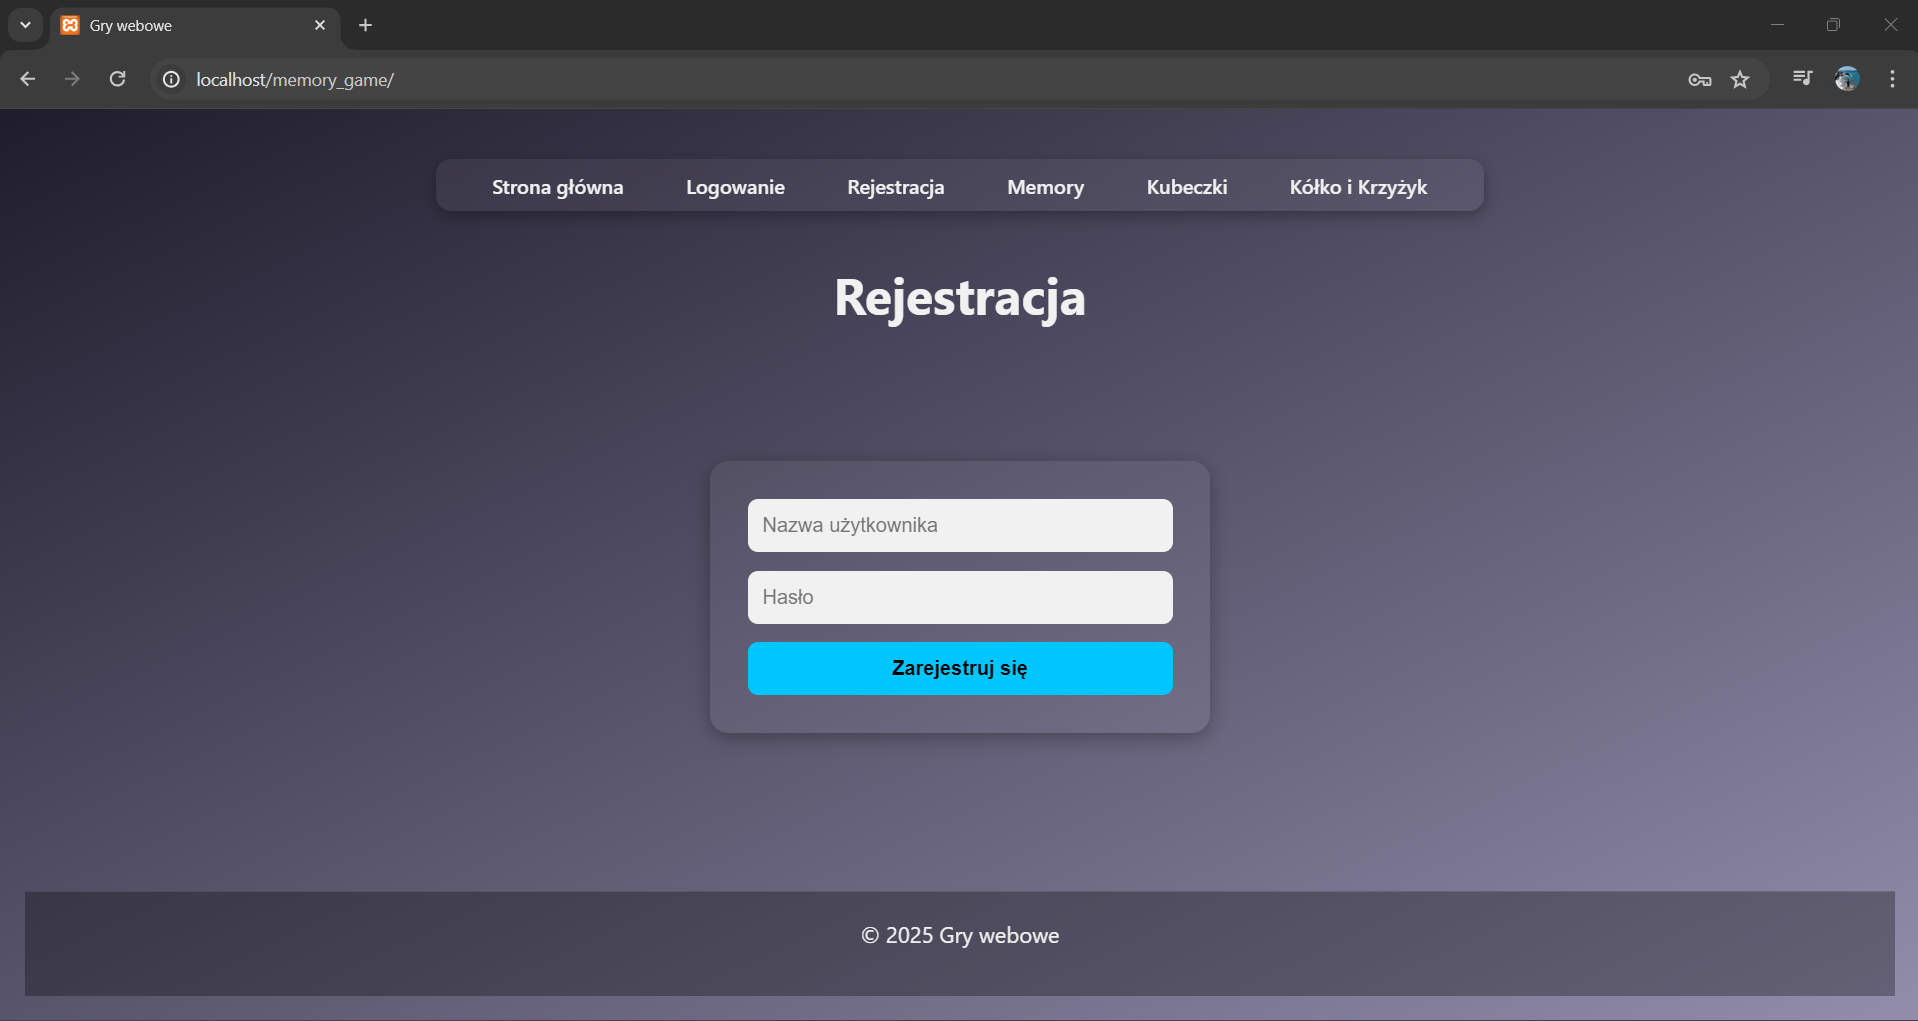 Gry webowe
localhost/memory_game/
Strona główna Logowanie Rejestracja Memory Kubeczki Kółko i Krzyżyk
Rejestracja
Nazwa użytkownika
Hasło
Zarejestruj się
© 2025 Gry webowe